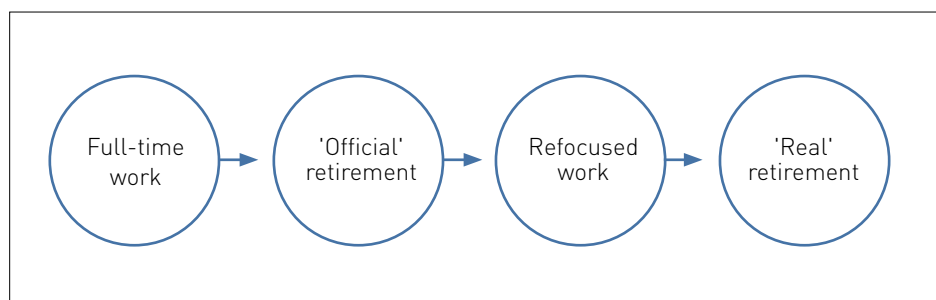 Full-time
work
'Official'
retirement
Refocused
work
'Real'
retirement